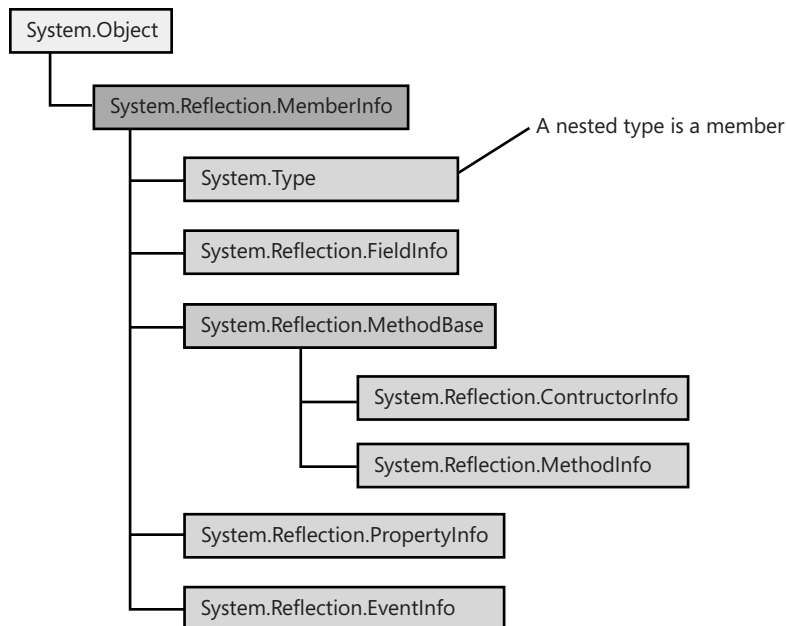 System.Object
System.Reflection.MemberInfo
A nested type is a member
System.Type
System.Reflection.FieldInfo
System.Reflection.MethodBase
System.Reflection.ContructorInfo
System.Reflection.MethodInfo
System.Reflection.PropertyInfo
System.Reflection.EventInfo